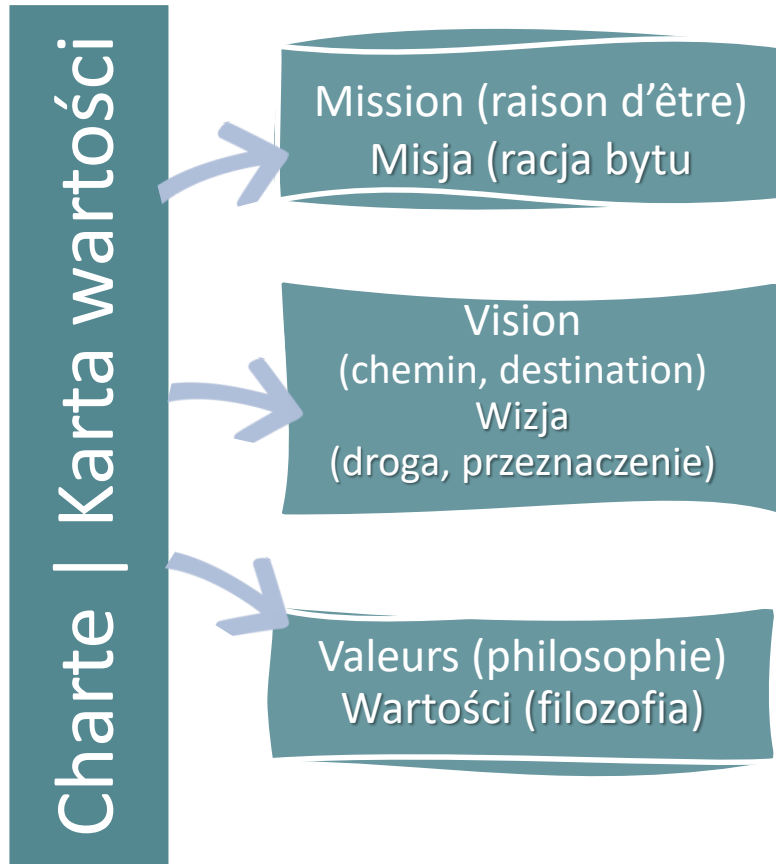 Charte | Karta wartości
Mission (raison d’être)
Misja (racja bytu
Vision
(chemin, destination)
Wizja
(droga, przeznaczenie)
Valeurs (philosophie)
Wartości (filozofia)